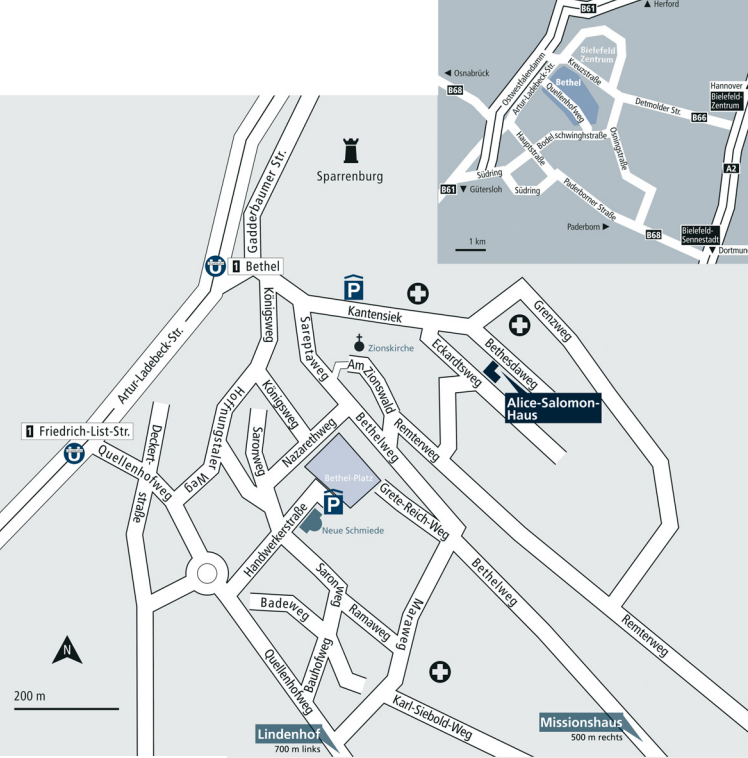 B61
Herford
Bielefeld
Zentrum
Ostwestfalendamm
Artur-Ladebeck-Str.
Kreuzstraße
Osnabrück
B68
Bethel
Quellenhofweg
Hannover
Bielefeld-
Zentrum
Detmolder Str.
B66
Bodelschwinghstraße
Osningstraße
Hauptstraße
A2
Südring
B61
Gütersloh
Südring
Paderborner Straße
Paderborn
B68
Bielefeld-
Sennestadt
1 km
Dortmund
Gadderbaumer Str.
Sparrenburg
1 Bethel
P
Kantensiek
Königsweg
Sareptaweg
Zionskirche
Grenzweg
Eckardtsweg
Bethesdaweg
Artur-Ladebeck-Str.
Am Zionswald
Alice-Salomon-
Haus
Hoffnungstaler Weg
Königsweg
1 Friedrich-List-Str.
Deckert-
straße
Quellenhofweg
Saronweg
Nazarethweg
Bethelweg
Remterweg
Bethel-Platz
P
Grete-Reich-Weg
Handwerkerstraße
Neue Schmiede
Saronweg
Bethelweg
Badeweg
Ramaweg
Maraweg
Remterweg
N
Bauhofweg
Quellenhofweg
200 m
Karl-Siebold-Weg
Lindenhof
700 m links
Missionshaus
500 m rechts